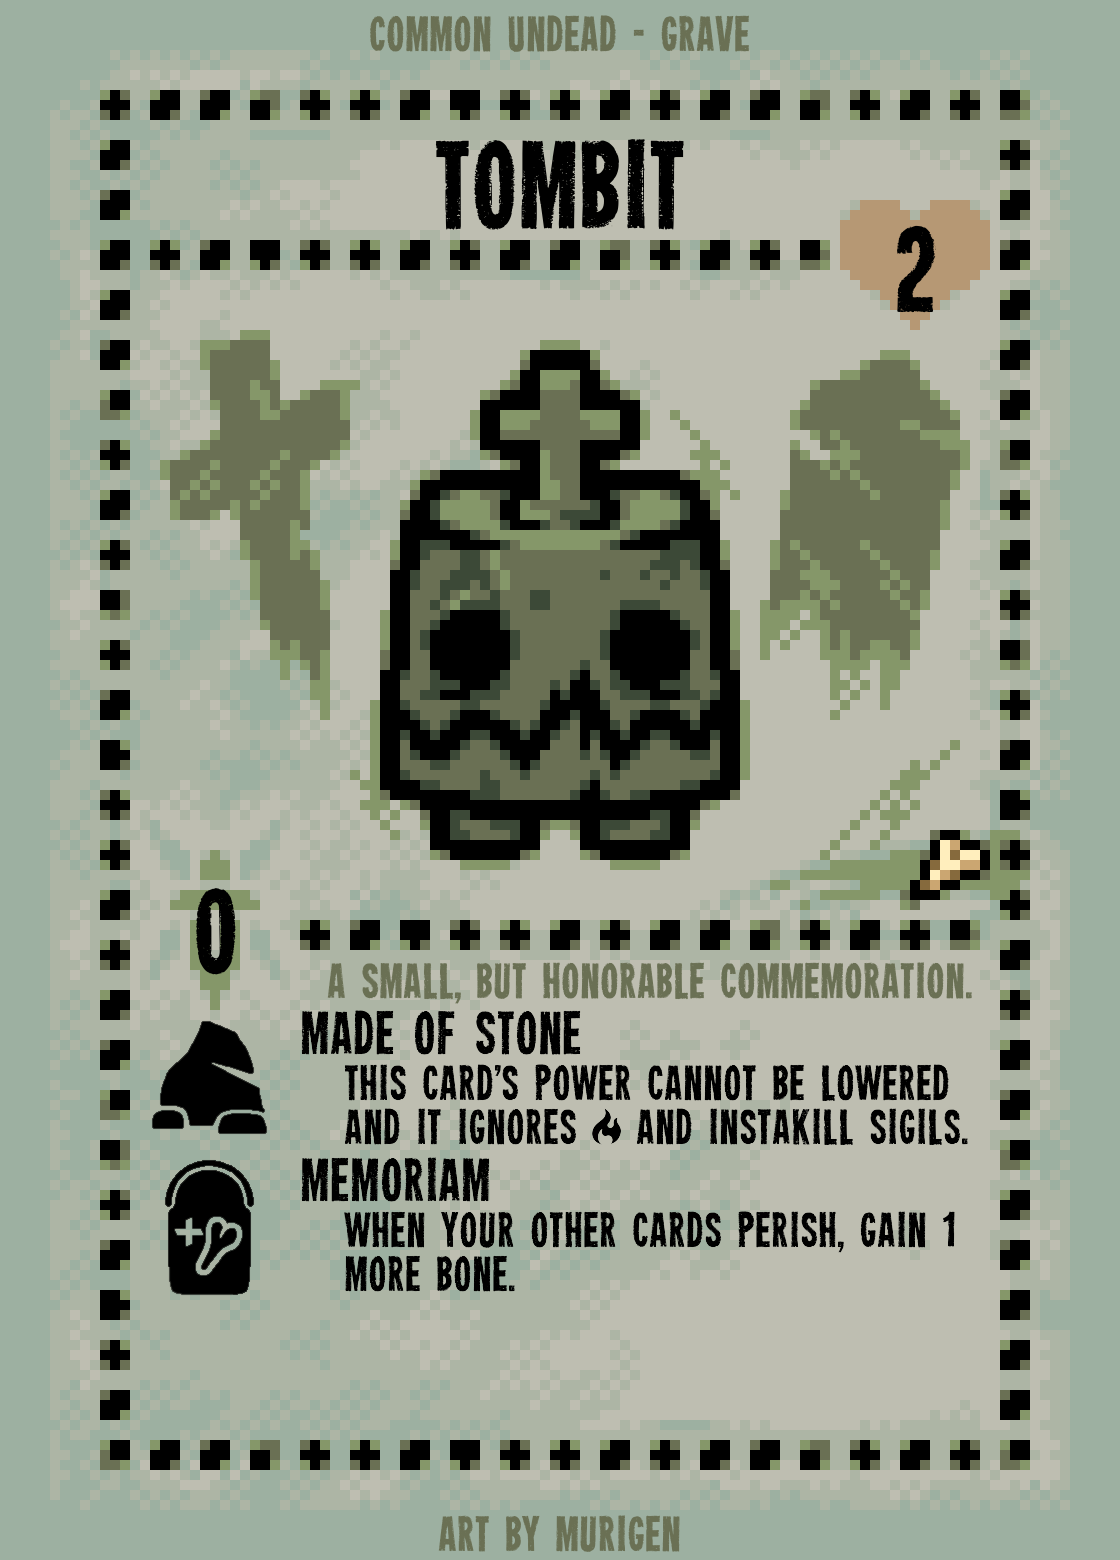 COMMON UNDEAD - GRAVE
TOMBIT
2
0
A SMALL, BUT HONORABLE COMMEMORATION.
MADE OF STONE
THIS CARD'S POWER CANNOT BE LOWERED
AND IT IGNORES AND INSTAKILL SIGILS.
MEMORIAM
WHEN YOUR OTHER CARDS PERISH, GAIN 1
MORE BONE.
ART BY MURIGEN